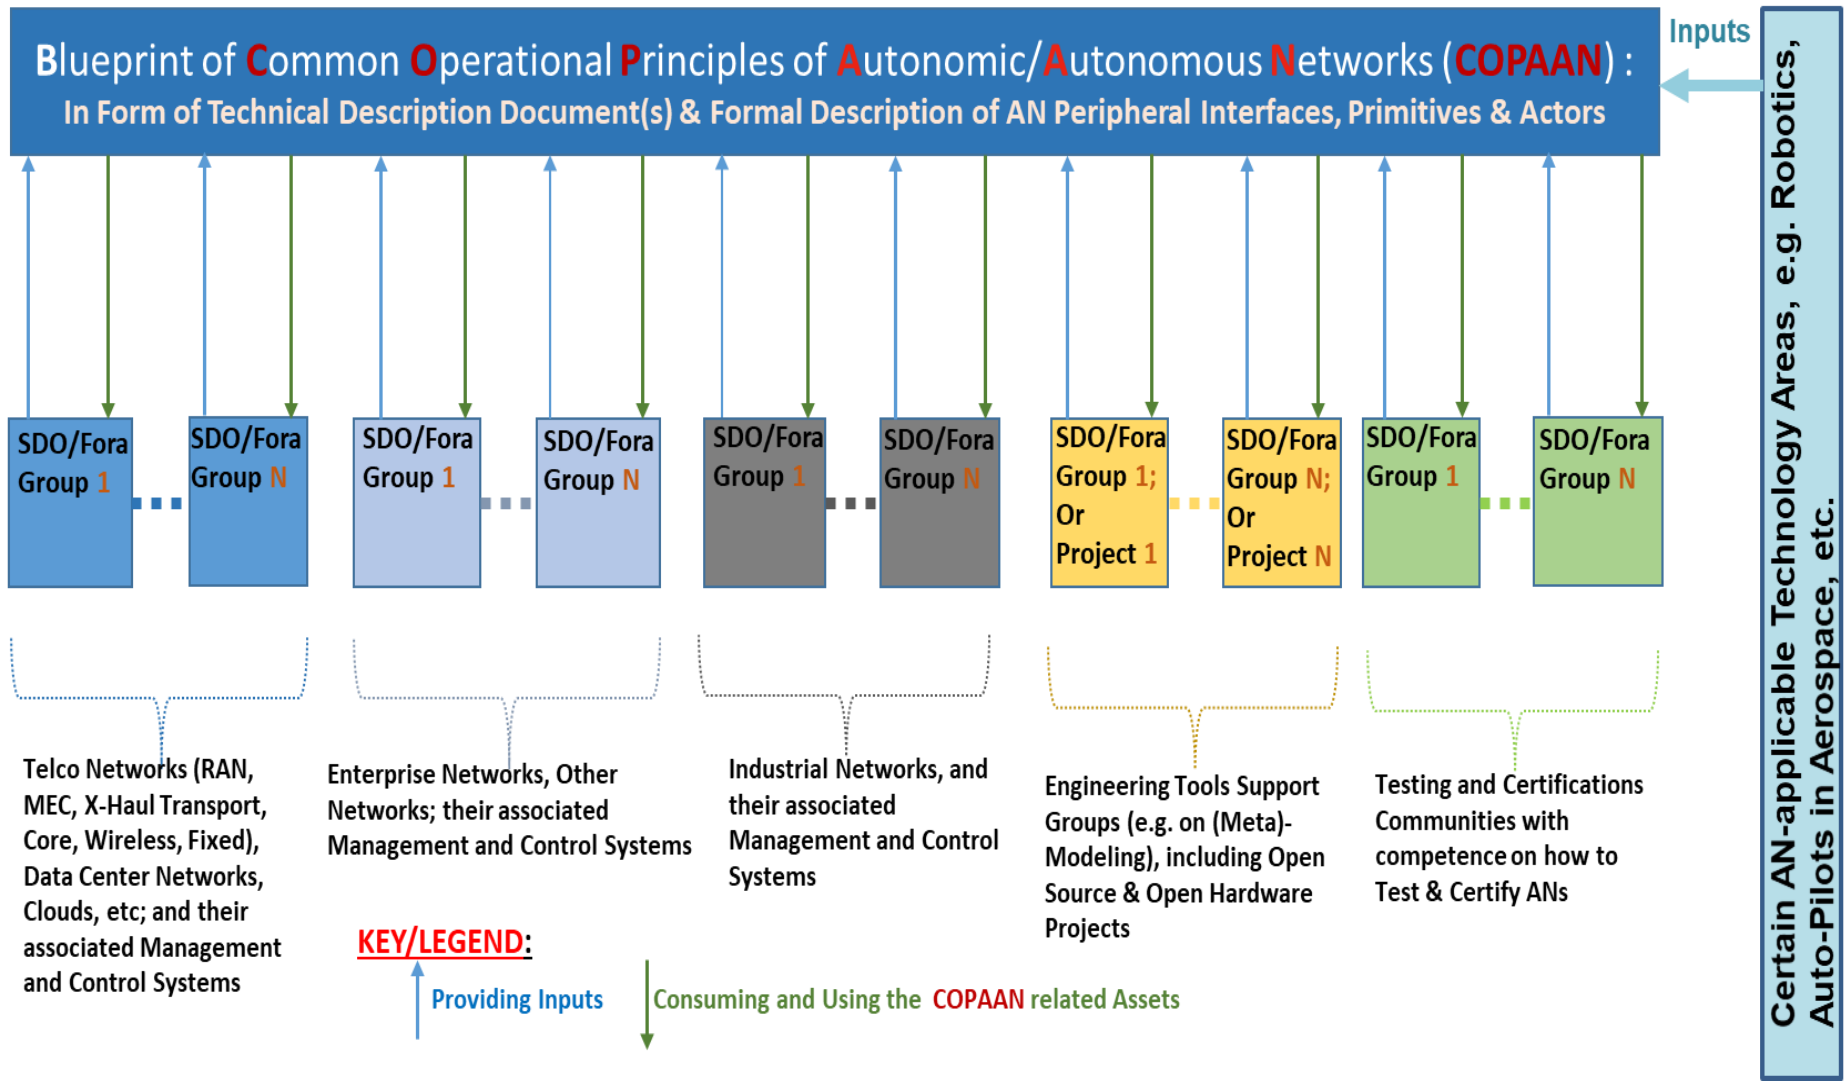 Blueprint of Common Operational Principles of Autonomic/Autonomous Networks (COPAAN) :
In Form of Technical Description Document(s) & Formal Description of AN Peripheral Interfaces, Primitives & Actors
Inputs
Certain AN-applicable Technology Areas, e.g. Robotics,
Auto-Pilots in Aerospace, etc.
SDO/Fora
Group 1
SDO/Fora
Group N
SDO/Fora
Group 1
SDO/Fora
Group N
SDO/Fora
Group 1
SDO/Fora
Group N
SDO/Fora
Group 1;
Or
Project 1
SDO/Fora
Group N;
Or
Project N
SDO/Fora
Group 1
SDO/Fora
Group N
Telco Networks (RAN,
MEC, X-Haul Transport,
Core, Wireless, Fixed),
Data Center Networks,
Clouds, etc; and their
associated Management
and Control Systems
Enterprise Networks, Other
Networks; their associated
Management and Control Systems
Industrial Networks, and
their associated
Management and Control
Systems
Engineering Tools Support
Groups (e.g. on (Meta)-
Modeling), including Open
Source & Open Hardware
Projects
Testing and Certifications
Communities with
competence on how to
Test & Certify ANs
KEY/LEGEND:
Providing Inputs
Consuming and Using the COPAAN related Assets